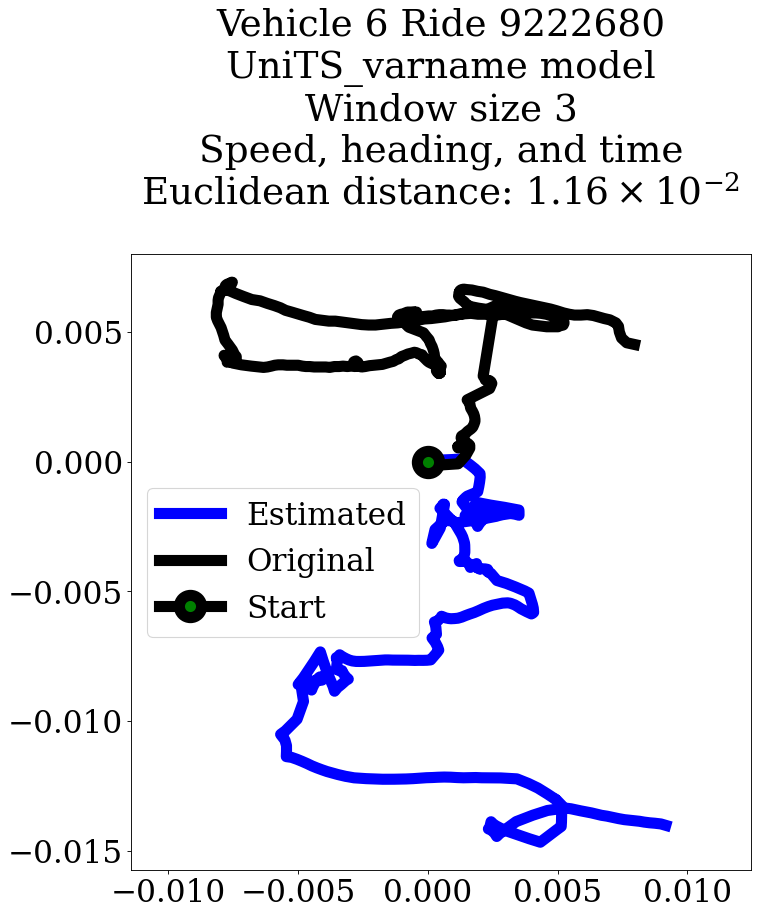 Vehicle 6 Ride 9222680
UniTS_varname model
Window size 3
Speed, heading, and time
Euclidean distance: 1.16 × 10⁻²
0.005
0.000
−0.005
−0.010
−0.015
Estimated
Original
Start
−0.010 −0.005 0.000 0.005 0.010